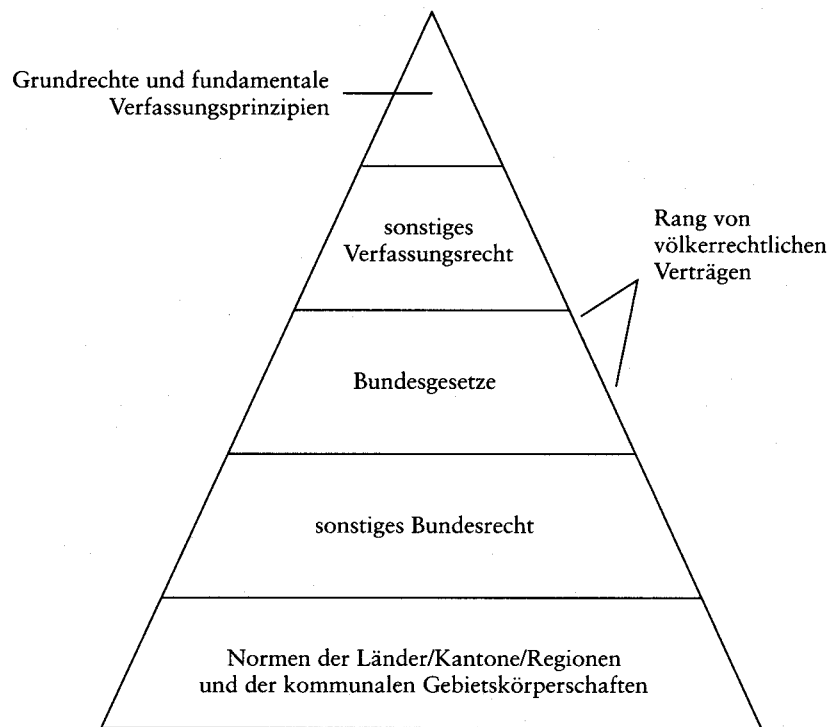 Grundrechte und fundamentale
Verfassungsprinzipien
sonstiges
Verfassungsrecht
Rang von
völkerrechtlichen
Verträgen
Bundesgesetze
sonstiges Bundesrecht
Normen der Länder/Kantone/Regionen
und der kommunalen Gebietskörperschaften